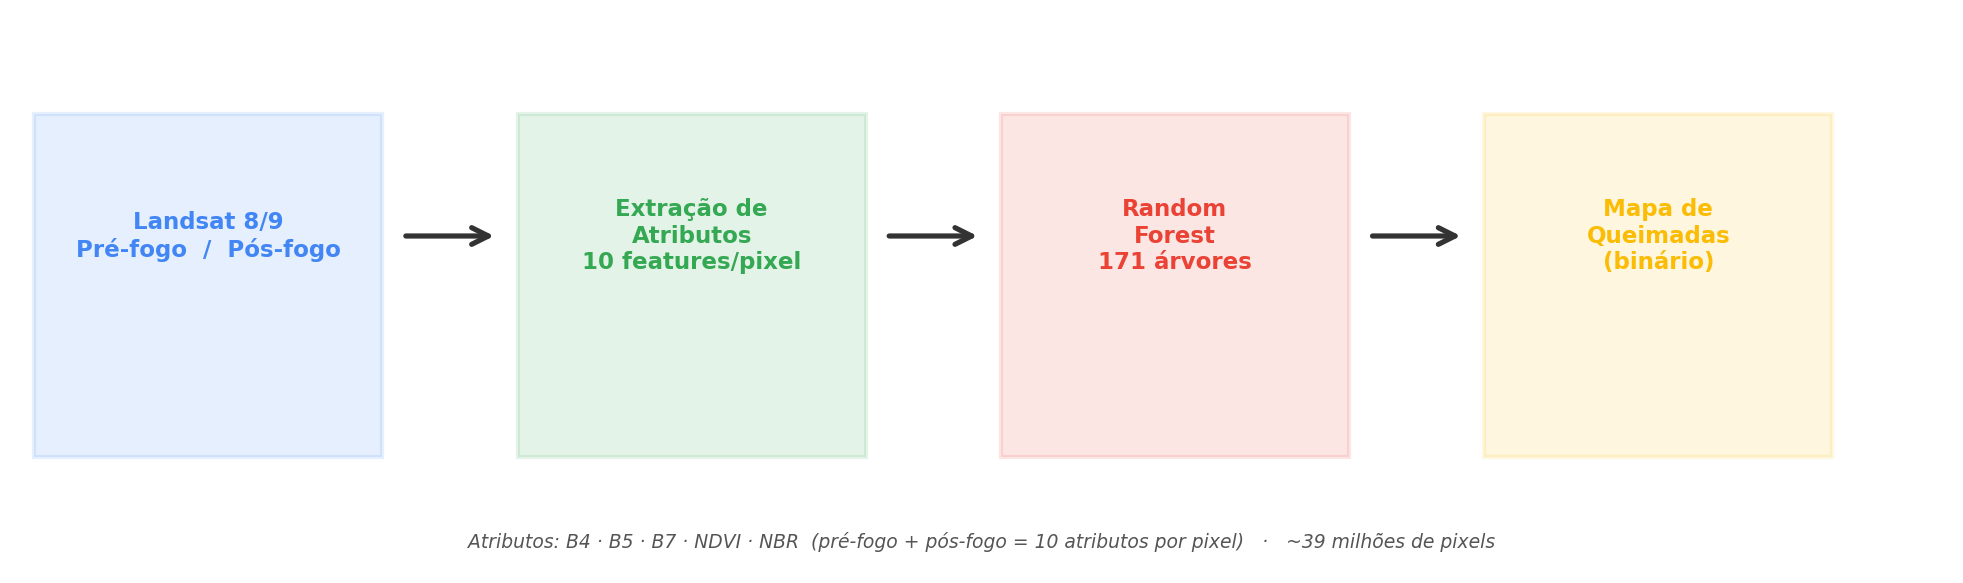 Landsat 8/9
Pré-fogo / Pós-fogo
Extração de
Atributos
10 features/pixel
Random
Forest
171 árvores
Mapa de
Queimadas
(binário)
Atributos: B4 · B5 · B7 · NDVI · NBR (pré-fogo + pós-fogo = 10 atributos por pixel) · ~39 milhões de pixels